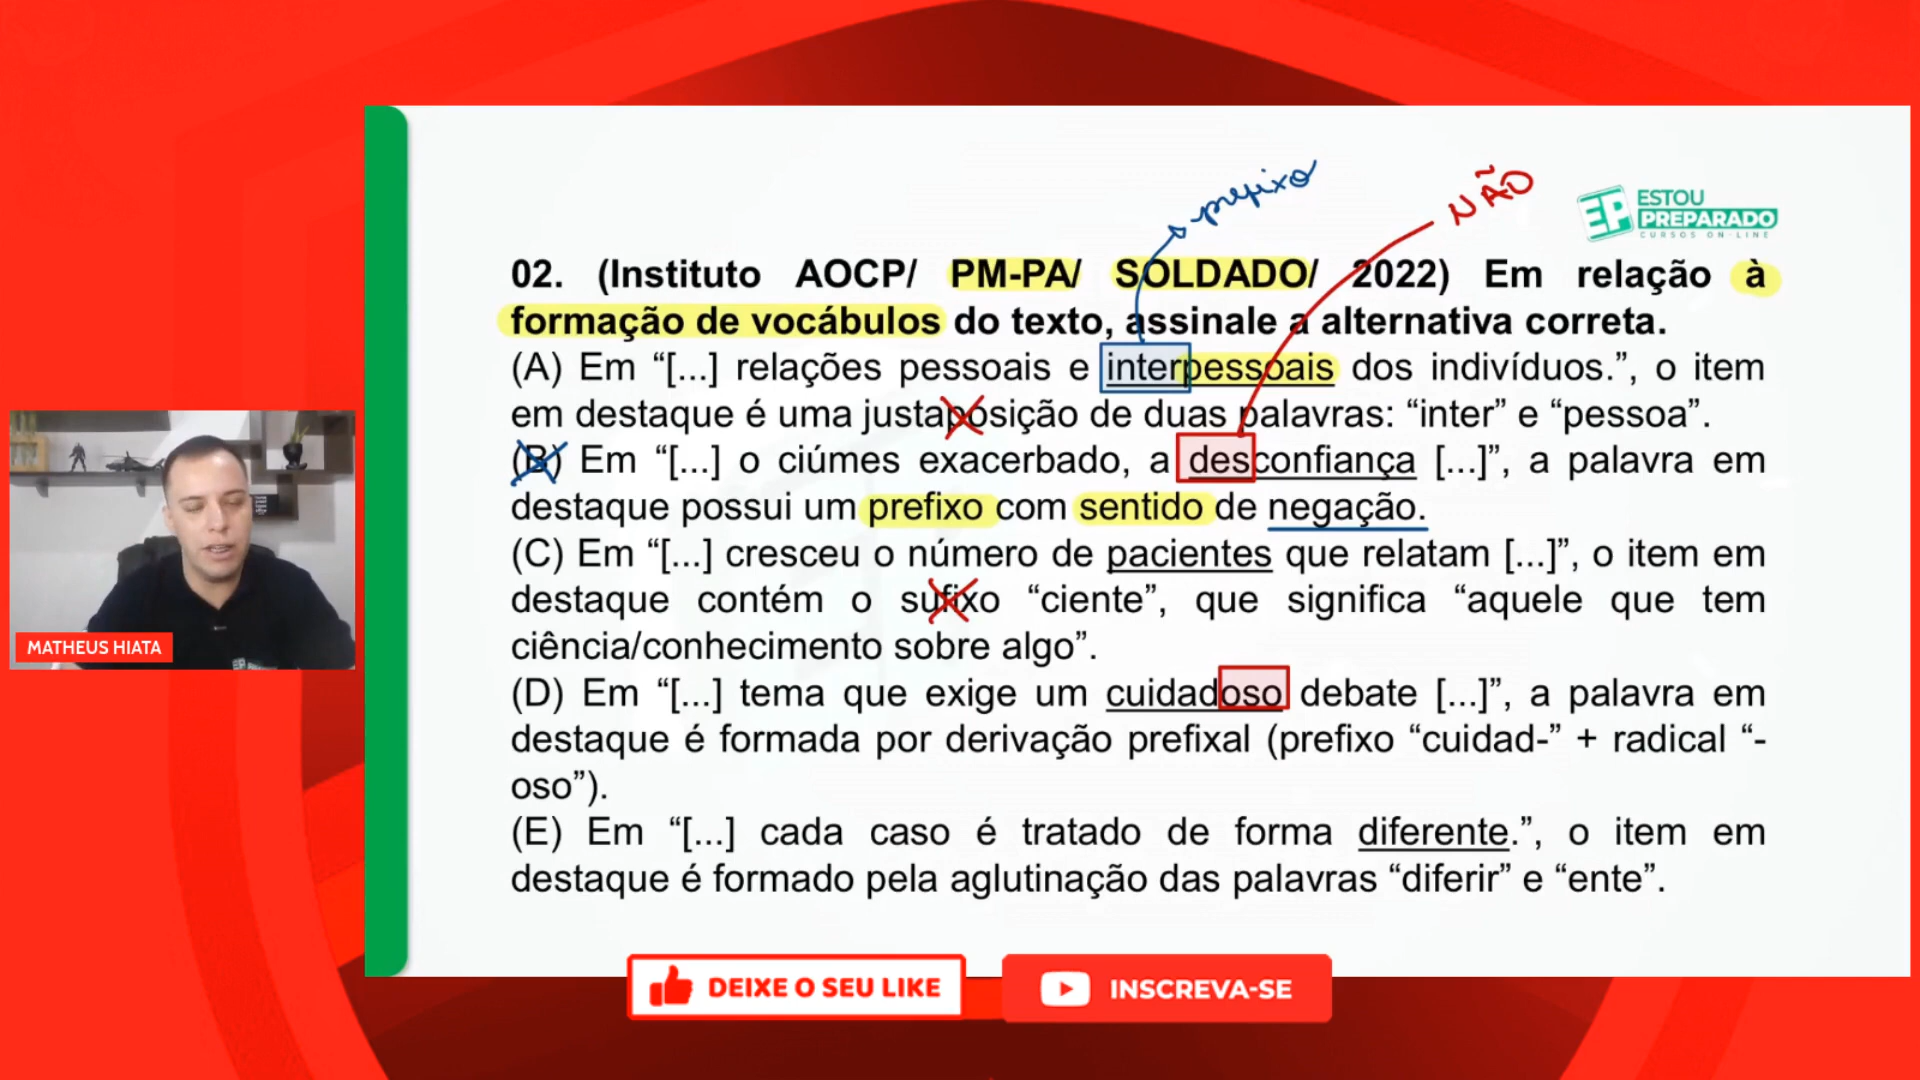 prefixo
NÃO
ESTOU
PREPARADO
CURSOS ON-LINE
02. (Instituto AOCP/ PM-PA/ SOLDADO/ 2022) Em relação à
formação de vocábulos do texto, assinale a alternativa correta.
(A) Em “[...] relações pessoais e interpessoais dos indivíduos.”, o item
em destaque é uma justaposição de duas palavras: “inter” e “pessoa”.
(B) Em “[...] o ciúmes exacerbado, a desconfiança [...]”, a palavra em
destaque possui um prefixo com sentido de negação.
(C) Em “[...] cresceu o número de pacientes que relatam [...]”, o item em
destaque contém o sufixo “ciente”, que significa “aquele que tem
ciência/conhecimento sobre algo”.
(D) Em “[...] tema que exige um cuidadoso debate [...]”, a palavra em
destaque é formada por derivação prefixal (prefixo “cuidad-” + radical “-
oso”).
(E) Em “[...] cada caso é tratado de forma diferente.”, o item em
destaque é formado pela aglutinação das palavras “diferir” e “ente”.
MATHEUS HIATA
DEIXE O SEU LIKE
INSCREVA-SE